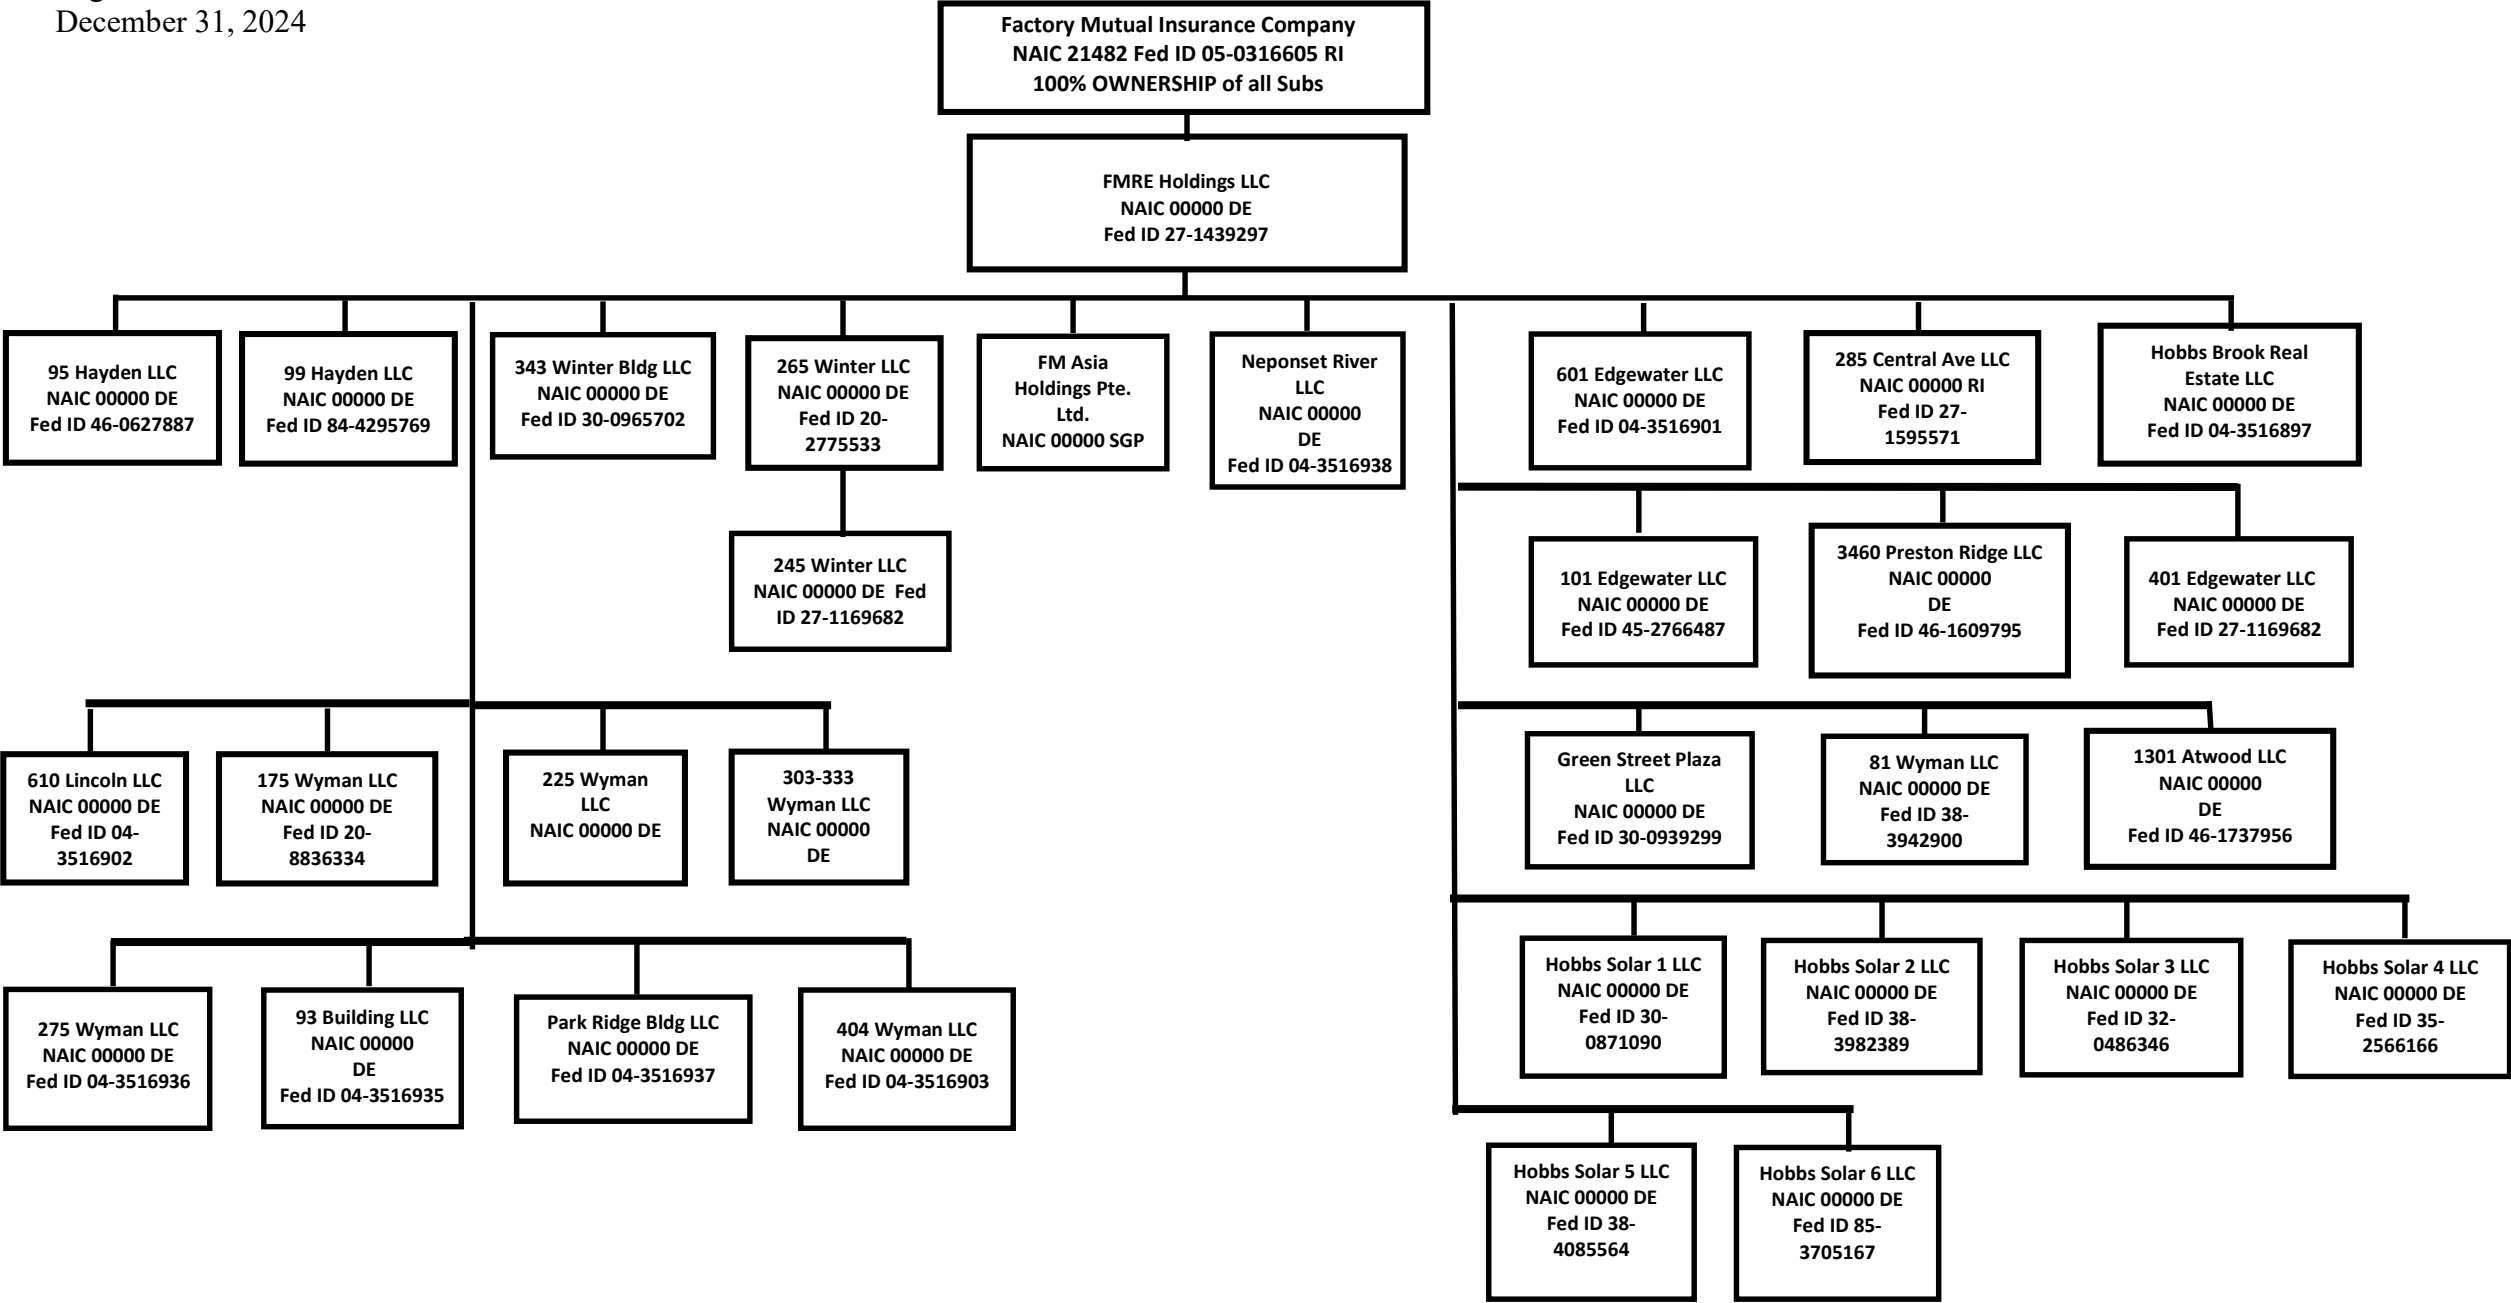 December 31, 2024
Factory Mutual Insurance Company
NAIC 21482 Fed ID 05-0316605 RI
100% OWNERSHIP of all Subs
FMRE Holdings LLC
NAIC 00000 DE
Fed ID 27-1439297
95 Hayden LLC
NAIC 00000 DE
Fed ID 46-0627887
99 Hayden LLC
NAIC 00000 DE
Fed ID 84-4295769
343 Winter Bldg LLC
NAIC 00000 DE
Fed ID 30-0965702
265 Winter LLC
NAIC 00000 DE
Fed ID 20-
2775533
FM Asia
Holdings Pte.
Ltd.
NAIC 00000 SGP
Neponset River
LLC
NAIC 00000
DE
Fed ID 04-3516938
601 Edgewater LLC
NAIC 00000 DE
Fed ID 04-3516901
285 Central Ave LLC
NAIC 00000 RI
Fed ID 27-
1595571
Hobbs Brook Real
Estate LLC
NAIC 00000 DE
Fed ID 04-3516897
245 Winter LLC
NAIC 00000 DE Fed
ID 27-1169682
101 Edgewater LLC
NAIC 00000 DE
Fed ID 45-2766487
3460 Preston Ridge LLC
NAIC 00000
DE
Fed ID 46-1609795
401 Edgewater LLC
NAIC 00000 DE
Fed ID 27-1169682
610 Lincoln LLC
NAIC 00000 DE
Fed ID 04-
3516902
175 Wyman LLC
NAIC 00000 DE
Fed ID 20-
8836334
225 Wyman
LLC
NAIC 00000 DE
303-333
Wyman LLC
NAIC 00000
DE
Green Street Plaza
LLC
NAIC 00000 DE
Fed ID 30-0939299
81 Wyman LLC
NAIC 00000 DE
Fed ID 38-
3942900
1301 Atwood LLC
NAIC 00000
DE
Fed ID 46-1737956
275 Wyman LLC
NAIC 00000 DE
Fed ID 04-3516936
93 Building LLC
NAIC 00000
DE
Fed ID 04-3516935
Park Ridge Bldg LLC
NAIC 00000 DE
Fed ID 04-3516937
404 Wyman LLC
NAIC 00000 DE
Fed ID 04-3516903
Hobbs Solar 1 LLC
NAIC 00000 DE
Fed ID 30-
0871090
Hobbs Solar 2 LLC
NAIC 00000 DE
Fed ID 38-
3982389
Hobbs Solar 3 LLC
NAIC 00000 DE
Fed ID 32-
0486346
Hobbs Solar 4 LLC
NAIC 00000 DE
Fed ID 35-
2566166
Hobbs Solar 5 LLC
NAIC 00000 DE
Fed ID 38-
4085564
Hobbs Solar 6 LLC
NAIC 00000 DE
Fed ID 85-
3705167